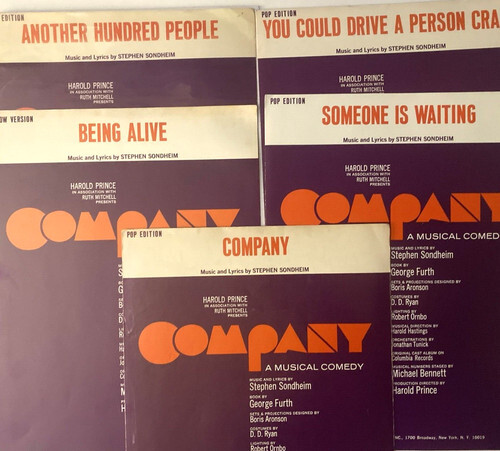 POP EDITION
ANOTHER HUNDRED PEOPLE
Music and Lyrics by STEPHEN SONDHEIM
HAROLD PRINCE
IN ASSOCIATION WITH
RUTH MITCHELL
PRESENTS
POP EDITION
YOU COULD DRIVE A PERSON CRA
Music and Lyrics by STEPHEN SONDHEIM
HAROLD PRINCE
OW VERSION
BEING ALIVE
Music and Lyrics by STEPHEN SONDHEIM
HAROLD PRINCE
IN ASSOCIATION WITH
RUTH MITCHELL
PRESENTS
COMPANY
POP EDITION
SOMEONE IS WAITING
Music and Lyrics by STEPHEN SONDHEIM
HAROLD PRINCE
IN ASSOCIATION WITH
RUTH MITCHELL
PRESENTS
COMPANY
A MUSICAL COMEDY
MUSIC AND LYRICS BY
Stephen Sondheim
BOOK BY
George Furth
SETS & PROJECTIONS DESIGNED BY
Boris Aronson
COSTUMES BY
D. D. Ryan
LIGHTING BY
Robert Ornbo
MUSICAL DIRECTION BY
Harold Hastings
ORCHESTRATIONS BY
Jonathan Tunick
ORIGINAL CAST ALBUM ON
Columbia Records
MUSICAL NUMBERS STAGED BY
Michael Bennett
PRODUCTION DIRECTED BY
Harold Prince
NC., 1700 Broadway, New York, N. Y. 10019
POP EDITION
COMPANY
Music and Lyrics by STEPHEN SONDHEIM
HAROLD PRINCE
IN ASSOCIATION WITH
RUTH MITCHELL
PRESENTS
COMPANY
A MUSICAL COMEDY
MUSIC AND LYRICS BY
Stephen Sondheim
BOOK BY
George Furth
SETS & PROJECTIONS DESIGNED BY
Boris Aronson
COSTUMES BY
D. D. Ryan
LIGHTING BY
Robert Ornbo